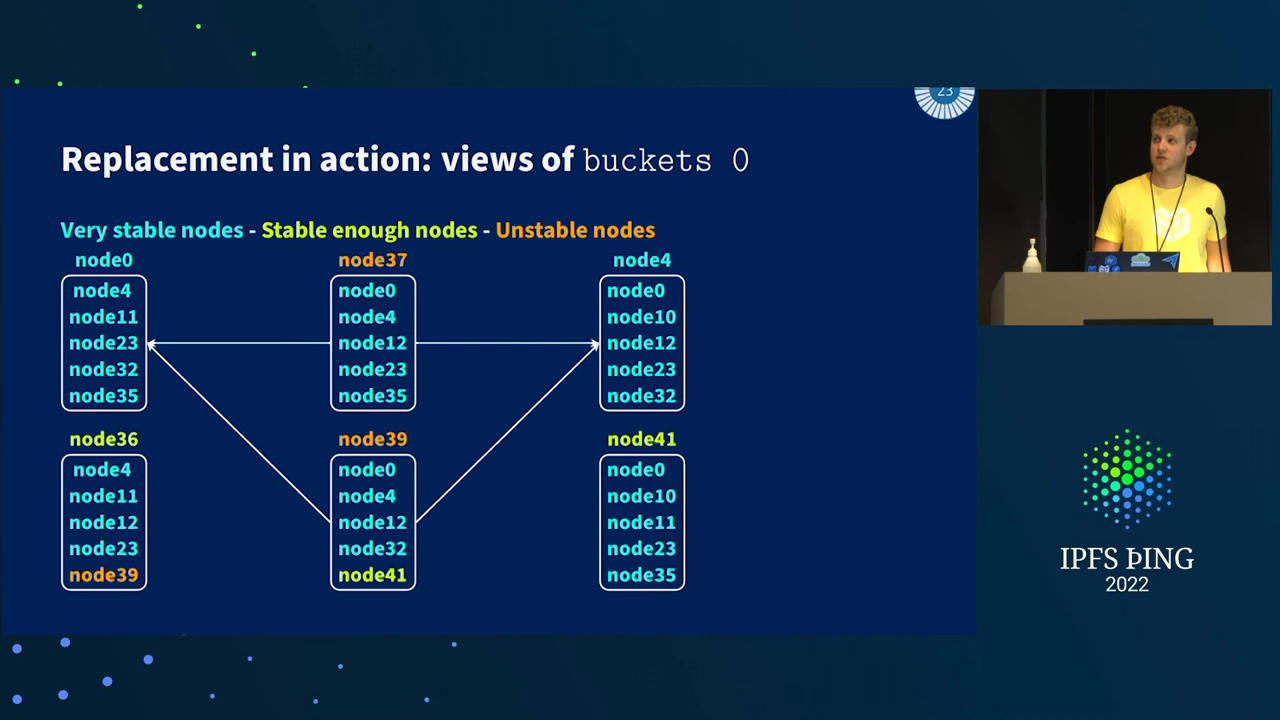 23
Replacement in action: views of buckets 0
Very stable nodes - Stable enough nodes - Unstable nodes
node0
node4
node11
node23
node32
node35
node37
node0
node4
node12
node23
node35
node4
node0
node10
node12
node23
node32
node36
node4
node11
node12
node23
node39
node39
node0
node4
node12
node32
node41
node41
node0
node10
node11
node23
node35
IPFS ÞING
2022